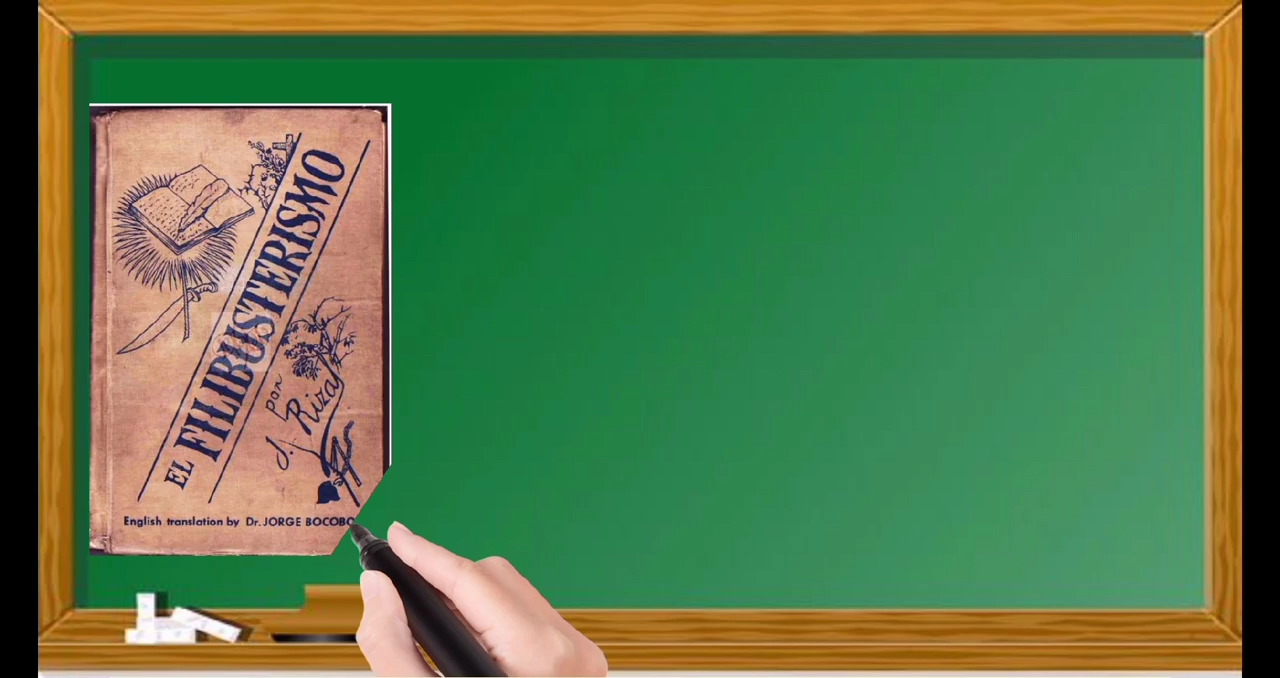 EL FILIBUSTERISMO
por
J. Rizal
English translation by Dr. JORGE BOCOBO